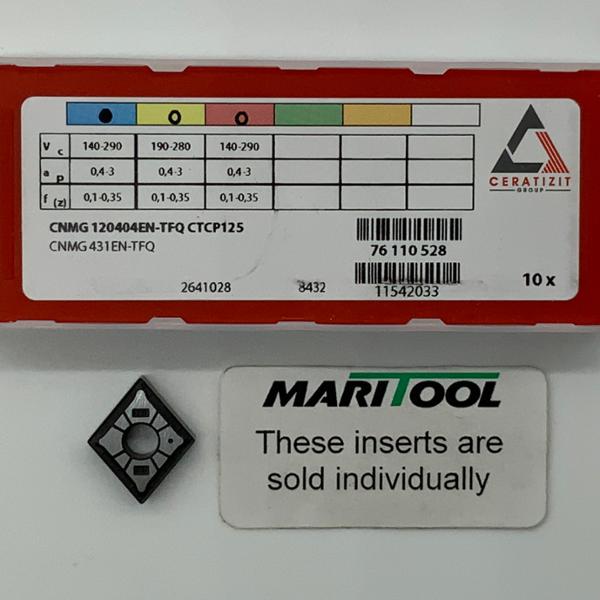 V c 140-290 190-280 140-290
a p 0,4-3 0,4-3 0,4-3
f (z) 0,1-0,35 0,1-0,35 0,1-0,35
CERATIZIT
GROUP
CNMG 120404EN-TFQ CTCP125
CNMG 431EN-TFQ
76 110 528
2641028 8432 11542033
10 x
MARITOOL
These inserts are
sold individually